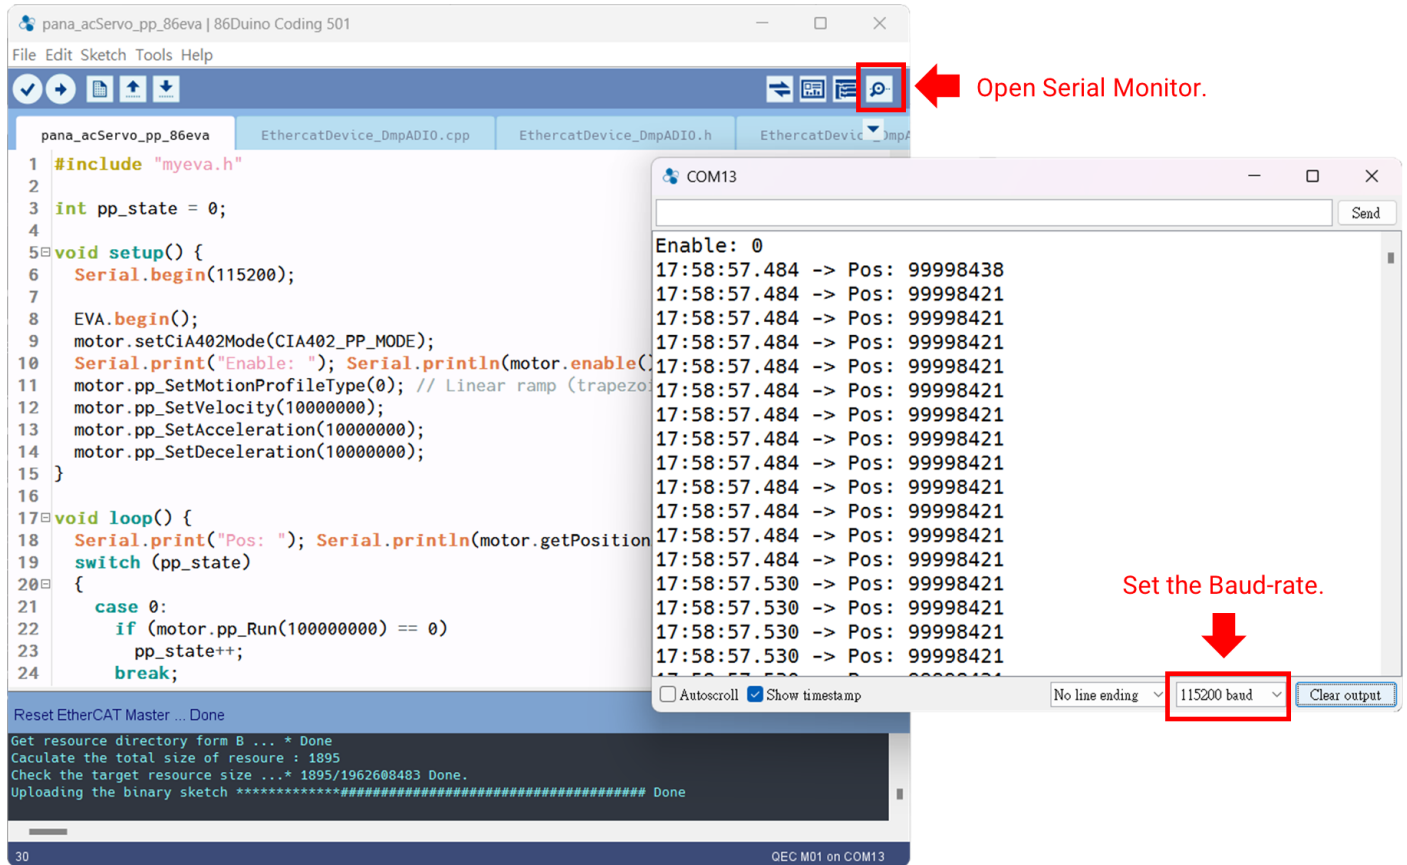 pana_acServo_pp_86eva | 86Duino Coding 501
File Edit Sketch Tools Help
Open Serial Monitor.
pana_acServo_pp_86eva
EthercatDevice_DmpADIO.cpp
EthercatDevice_DmpADIO.h
1 #include "myeva.h"
2
3 int pp_state = 0;
4
5 void setup() {
6 Serial.begin(115200);
7
8 EVA.begin();
9 motor.setCiA402Mode(CIA402_PP_MODE);
10 Serial.print("Enable: "); Serial.println(motor.enable(
11 motor.pp_SetMotionProfileType(0); // Linear ramp (trapezoi
12 motor.pp_SetVelocity(10000000);
13 motor.pp_SetAcceleration(10000000);
14 motor.pp_SetDeceleration(10000000);
15 }
16
17 void loop() {
18 Serial.print("Pos: "); Serial.println(motor.getPosition
19 switch (pp_state)
20 {
21 case 0:
22 if (motor.pp_Run(100000000) == 0)
23 pp_state++;
24 break;
COM13
Send
Enable: 0
17:58:57.484 -> Pos: 99998438
17:58:57.484 -> Pos: 99998421
17:58:57.484 -> Pos: 99998421
17:58:57.484 -> Pos: 99998421
17:58:57.484 -> Pos: 99998421
17:58:57.484 -> Pos: 99998421
17:58:57.484 -> Pos: 99998421
17:58:57.484 -> Pos: 99998421
17:58:57.484 -> Pos: 99998421
17:58:57.484 -> Pos: 99998421
17:58:57.484 -> Pos: 99998421
17:58:57.484 -> Pos: 99998421
17:58:57.484 -> Pos: 99998421
17:58:57.530 -> Pos: 99998421
17:58:57.530 -> Pos: 99998421
17:58:57.530 -> Pos: 99998421
17:58:57.530 -> Pos: 99998421
Set the Baud-rate.
Autoscroll Show timestamp
No line ending
115200 baud
Clear output
Reset EtherCAT Master ... Done
Get resource directory form B ... * Done
Caculate the total size of resoure : 1895
Check the target resource size ...* 1895/1962608483 Done.
Uploading the binary sketch *************###################################### Done
30
QEC M01 on COM13